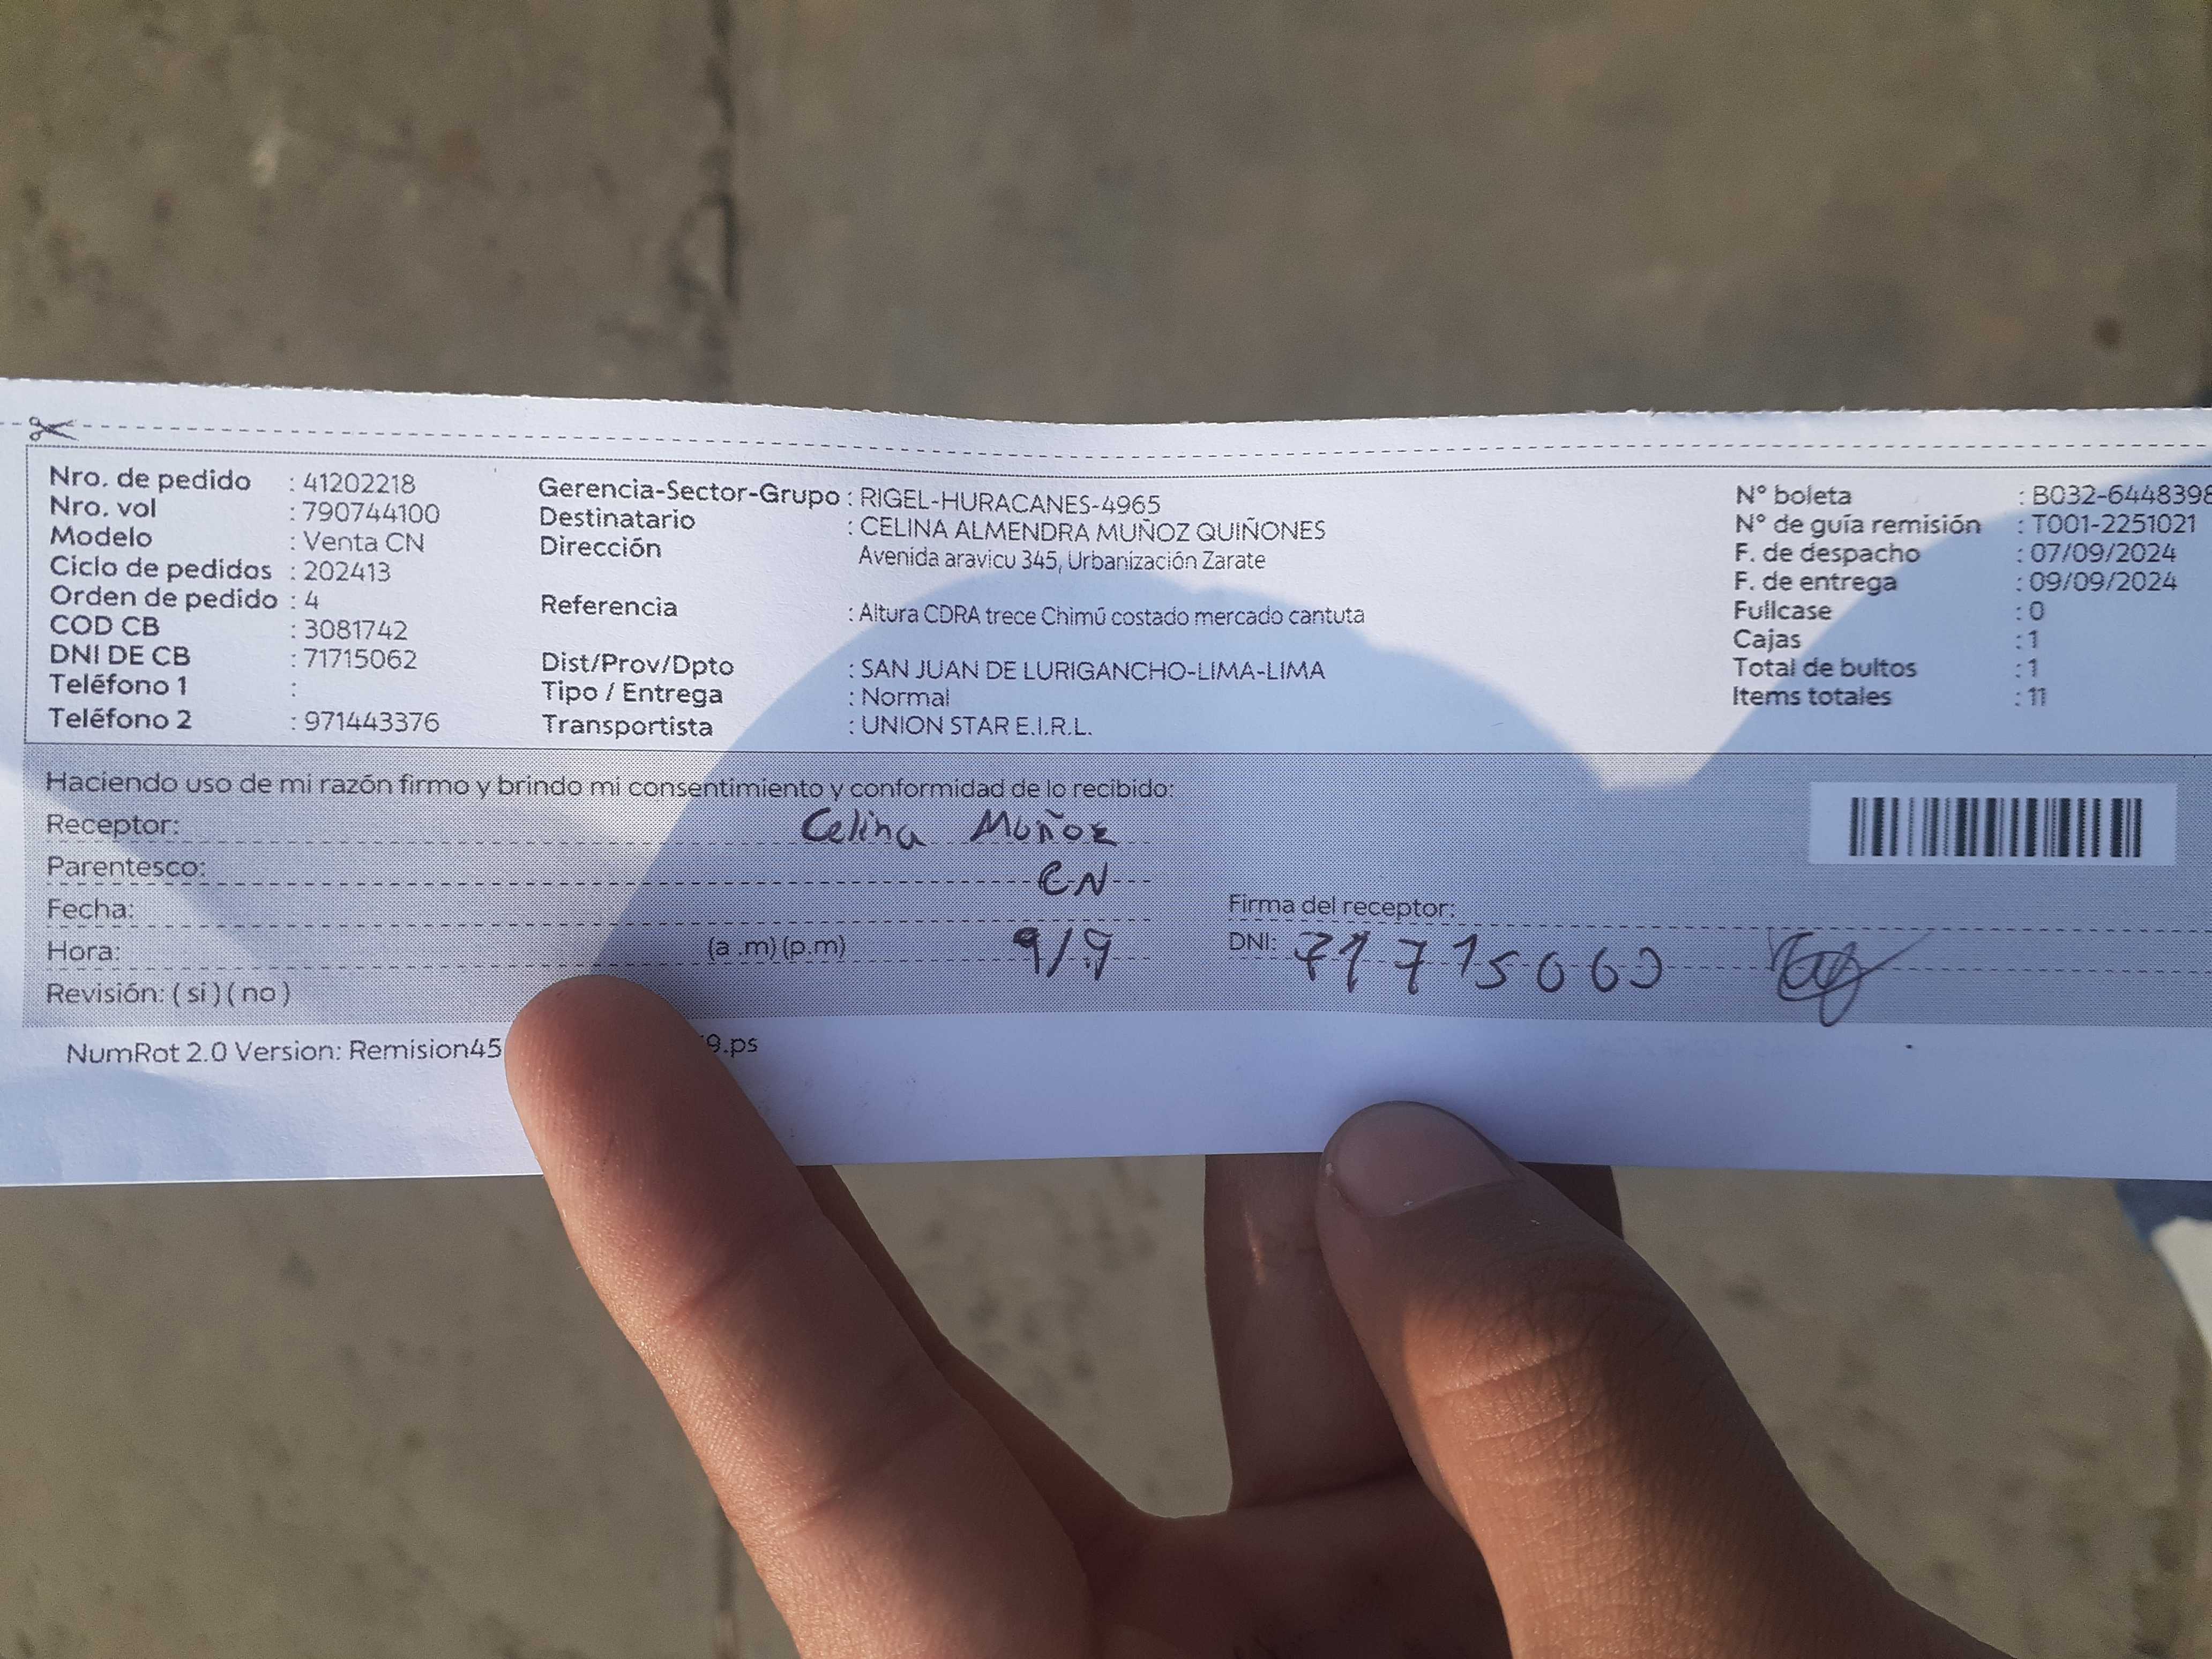 Nro. de pedido : 41202218
Nro. vol : 790744100
Modelo : Venta CN
Ciclo de pedidos : 202413
Orden de pedido : 4
COD CB : 3081742
DNI DE CB : 71715062
Teléfono 1 :
Teléfono 2 : 971443376
Gerencia-Sector-Grupo : RIGEL-HURACANES-4965
Destinatario : CELINA ALMENDRA MUÑOZ QUIÑONES
Dirección Avenida aravicu 345, Urbanización Zarate
Referencia : Altura CDRA trece Chimú costado mercado cantuta
Dist/Prov/Dpto : SAN JUAN DE LURIGANCHO-LIMA-LIMA
Tipo / Entrega : Normal
Transportista : UNION STAR E.I.R.L.
N° boleta : B032-6448398
N° de guía remisión : T001-2251021
F. de despacho : 07/09/2024
F. de entrega : 09/09/2024
Fullcase : 0
Cajas : 1
Total de bultos : 1
Items totales : 11
Haciendo uso de mi razón firmo y brindo mi consentimiento y conformidad de lo recibido:
Receptor: Celina Muñoz
Parentesco: CN
Fecha:
Hora: (a .m) (p.m) 9/9
Revisión: ( si ) ( no )
Firma del receptor:
DNI: 717150
NumRot 2.0 Version: Remision45 9.ps